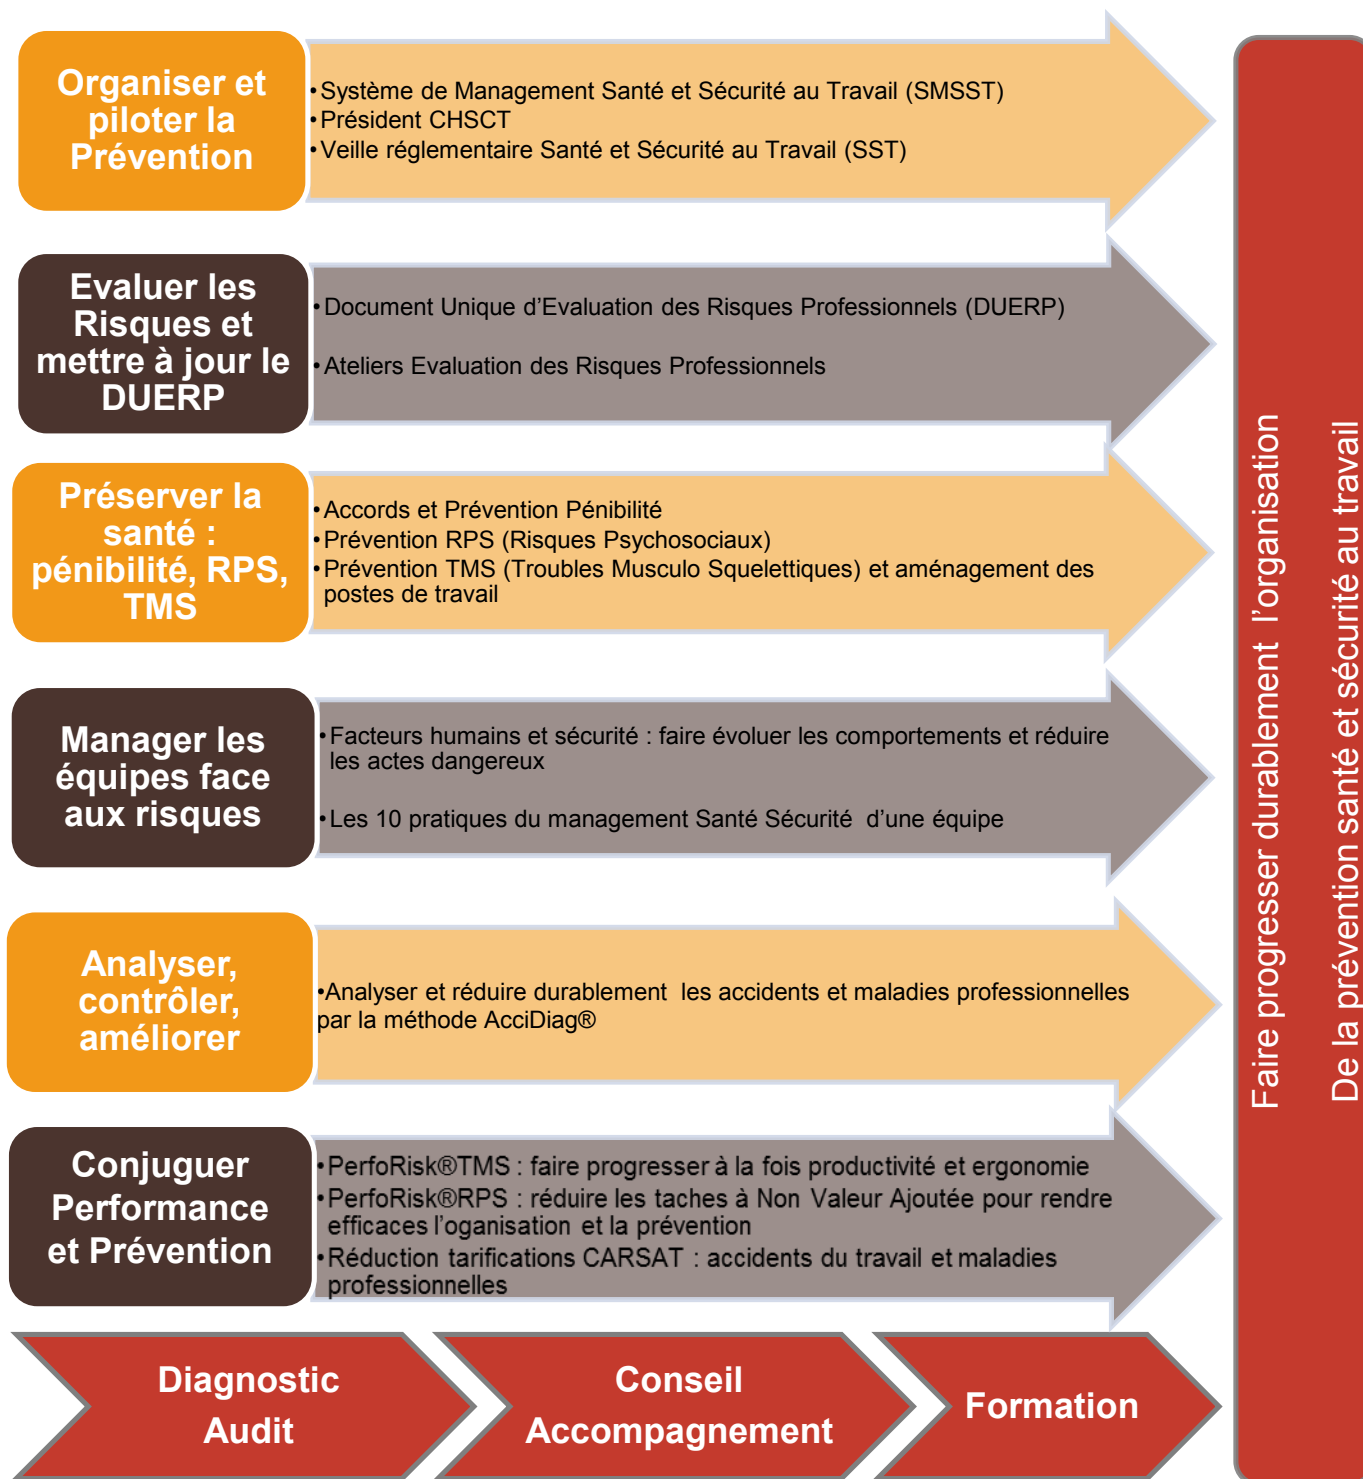 Organiser et
piloter la
Prévention
•Système de Management Santé et Sécurité au Travail (SMSST)
•Président CHSCT
•Veille réglementaire Santé et Sécurité au Travail (SST)
Evaluer les
Risques et
mettre à jour le
DUERP
•Document Unique d’Evaluation des Risques Professionnels (DUERP)
•Ateliers Evaluation des Risques Professionnels
Préserver la
santé :
pénibilité, RPS,
TMS
•Accords et Prévention Pénibilité
•Prévention RPS (Risques Psychosociaux)
•Prévention TMS (Troubles Musculo Squelettiques) et aménagement des
postes de travail
Manager les
équipes face
aux risques
•Facteurs humains et sécurité : faire évoluer les comportements et réduire
les actes dangereux
•Les 10 pratiques du management Santé Sécurité d’une équipe
Analyser,
contrôler,
améliorer
•Analyser et réduire durablement les accidents et maladies professionnelles
par la méthode AcciDiag®
Conjuguer
Performance
et Prévention
•PerfoRisk®TMS : faire progresser à la fois productivité et ergonomie
•PerfoRisk®RPS : réduire les taches à Non Valeur Ajoutée pour rendre
efficaces l’oganisation et la prévention
•Réduction tarifications CARSAT : accidents du travail et maladies
professionnelles
Diagnostic
Audit
Conseil
Accompagnement
Formation
Faire progresser durablement l’organisation
De la prévention santé et sécurité au travail